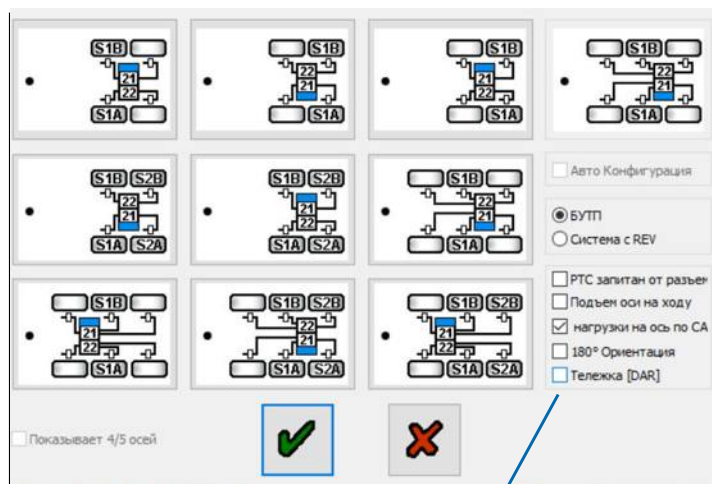 S1B S1B S1B S1B
21 22 21 22
22 21 22 21
S1A S1A S1A S1A
S1B S2B S1B S2B S1B
22 21 22
21 22 21
S1A S2A S1A S2A S1A
Авто Конфигурация
БУТП
Система с REV
S1B S1B S2B S1B S2B
21 22 21
22 21 22
S1A S1A S2A S1A S2A
РТС запитан от разъем
Подъем оси на ходу
нагрузки на ось по СА
180° Ориентация
Тележка [DAR]
Показывает 4/5 осей